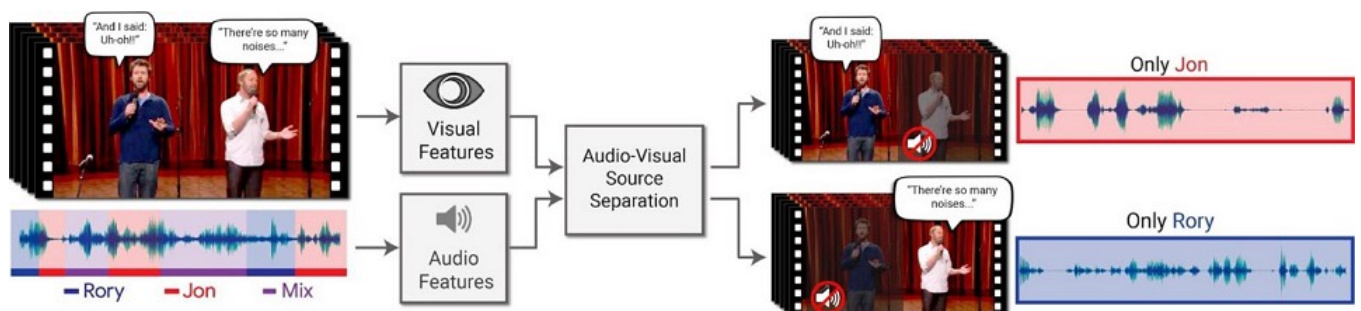 "And I said:
Uh-oh!!"
"There're so many
noises..."
Rory
Jon
Mix
Visual
Features
Audio
Features
Audio-Visual
Source
Separation
"And I said:
Uh-oh!!"
Only Jon
"There're so many
noises..."
Only Rory